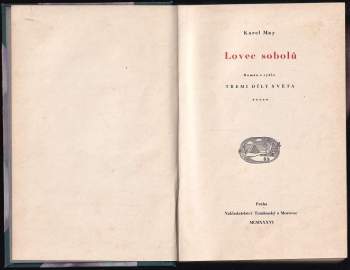 Karel May
Lovec sobolů
Román z cyklu
TŘEMI DÍLY SVĚTA
Praha
Nakladatelství Toužimský a Moravec
MCMXXXVI